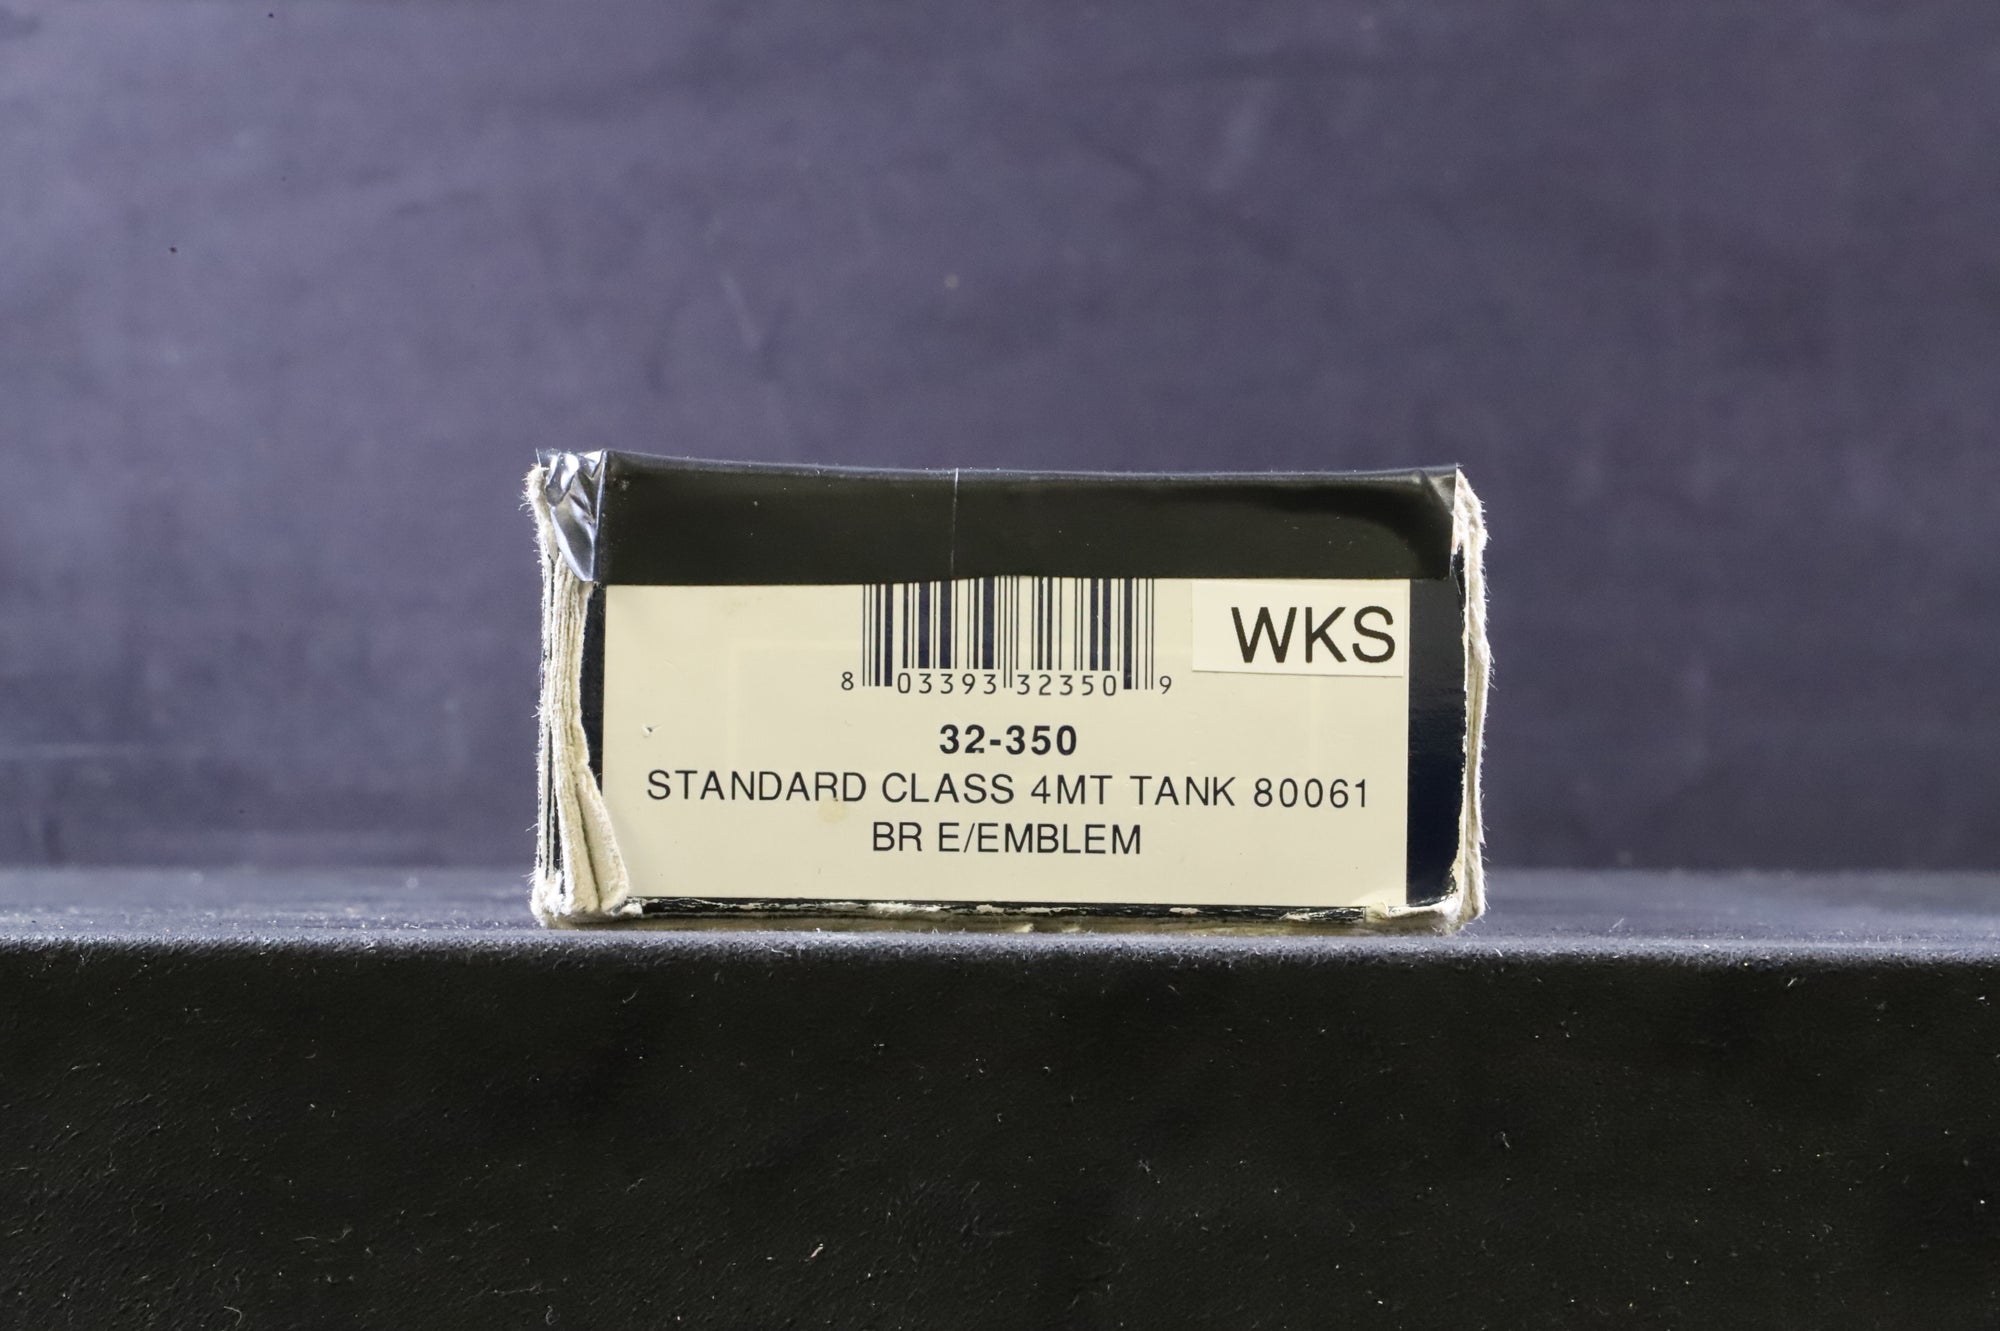 WKS
8 03393 32350 9
32-350
STANDARD CLASS 4MT TANK 80061
BR E/EMBLEM